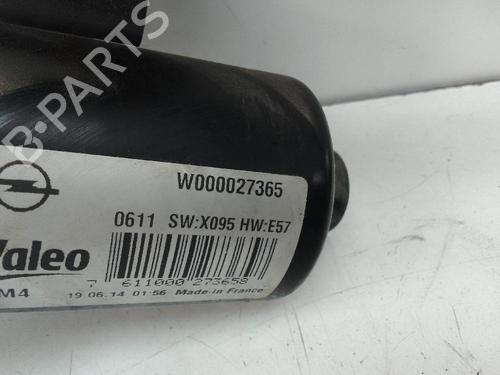 B-PARTS
W000027365
0611 SW:X095 HW:E57
Valeo
7 611000 273658
M4 19.06.14 01:56 Made in France